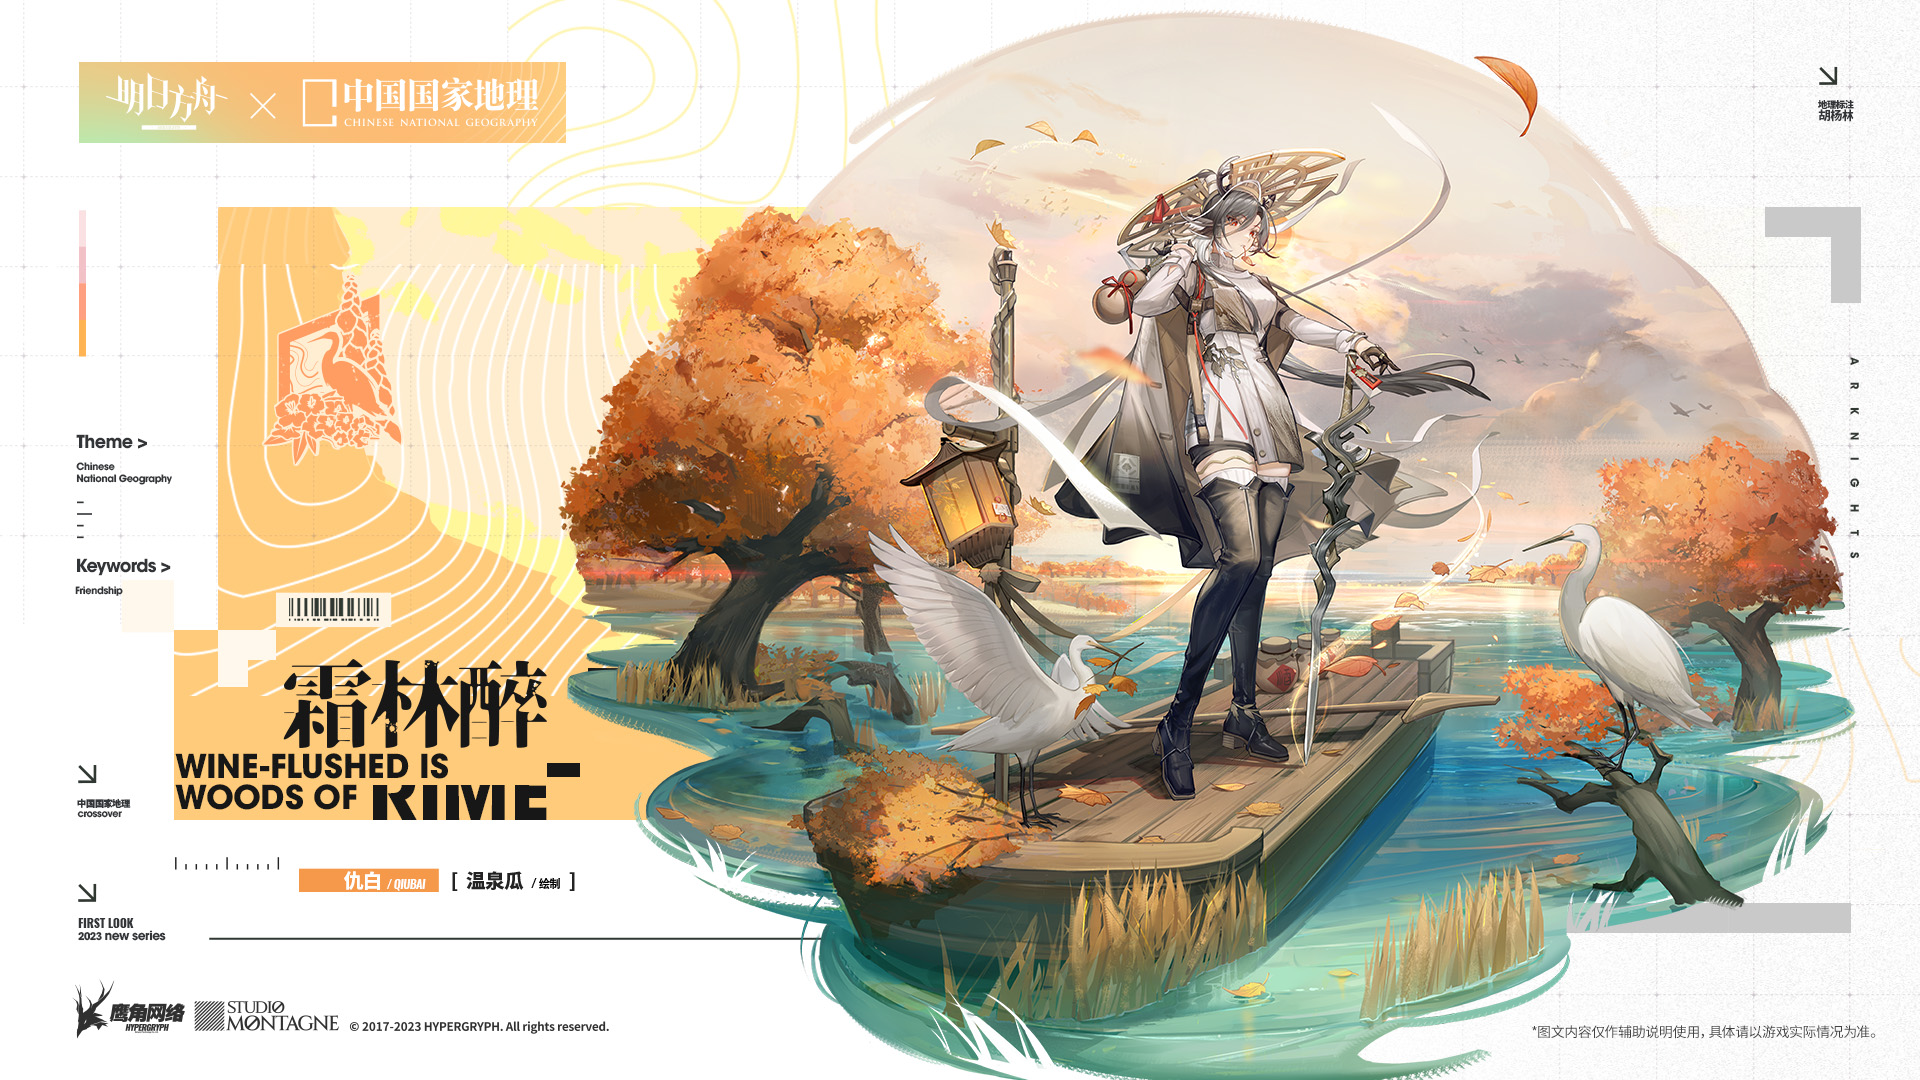 明日方舟
中国国家地理
CHINESE NATIONAL GEOGRAPHY
地理标注
胡杨林
ARKNIGHTS
Theme >
Chinese
National Geography
Keywords >
Friendship
霜林醉
WINE-FLUSHED IS
WOODS OF RIME
中国国家地理
crossover
仇白 / QIUBAI [ 温泉瓜 / 绘制 ]
FIRST LOOK
2023 new series
鹰角网络
HYPERGRYPH
STUDIO
MONTAGNE
© 2017-2023 HYPERGRYPH. All rights reserved.
*图文内容仅作辅助说明使用，具体请以游戏实际情况为准。